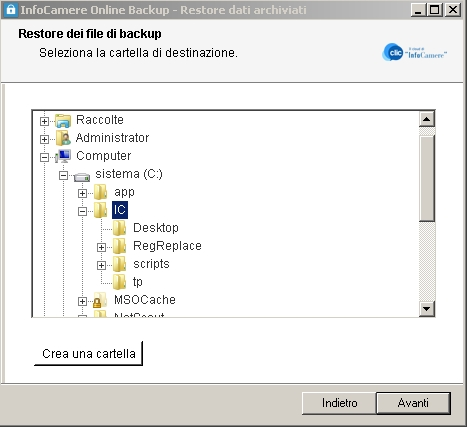 InfoCamere Online Backup - Restore dati archiviati
Restore dei file di backup
Seleziona la cartella di destinazione.
clic
"InfoCamere"
Raccolte
Administrator
Computer
sistema (C:)
app
IC
Desktop
RegReplace
scripts
tp
MSOCache
NetScout
Crea una cartella
Indietro
Avanti